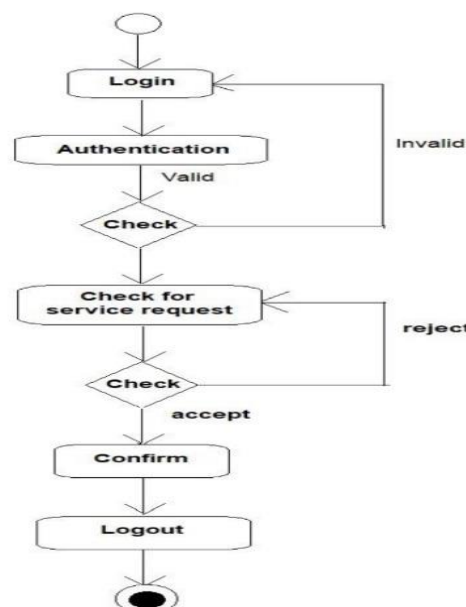 Login
Authentication
Invalid
Valid
Check
Check for
service request
reject
Check
accept
Confirm
Logout